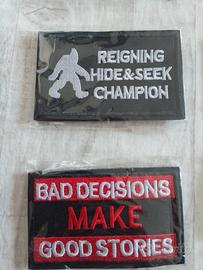 REIGNING
HIDE&SEEK
CHAMPION
BAD DECISIONS
MAKE
GOOD STORIES